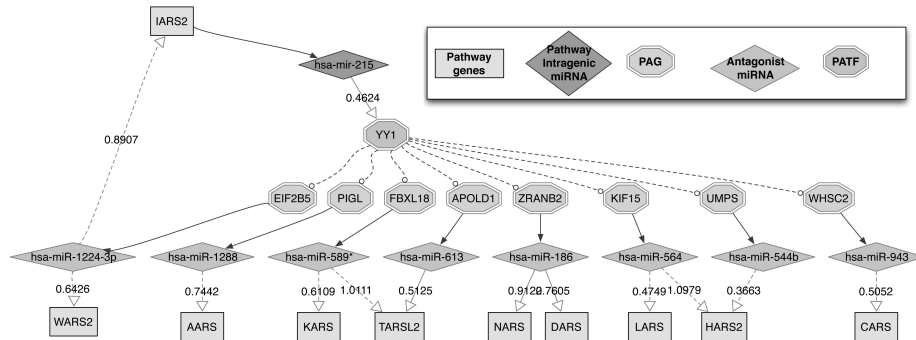 IARS2
hsa-mir-215
Pathway
genes
Pathway
Intragenic
miRNA
PAG
Antagonist
miRNA
PATF
0.4624
YY1
0.8907
EIF2B5 PIGL FBXL18 APOLD1 ZRANB2 KIF15 UMPS WHSC2
hsa-miR-1224-3p hsa-miR-1288 hsa-miR-589* hsa-miR-613 hsa-miR-186 hsa-miR-564 hsa-miR-544b hsa-miR-943
0.6426 0.7442 0.6109 1.0111 0.5125 0.4749 1.0979 0.3663 0.5052
WARS2 AARS KARS TARSL2 NARS DARS LARS HARS2 CARS